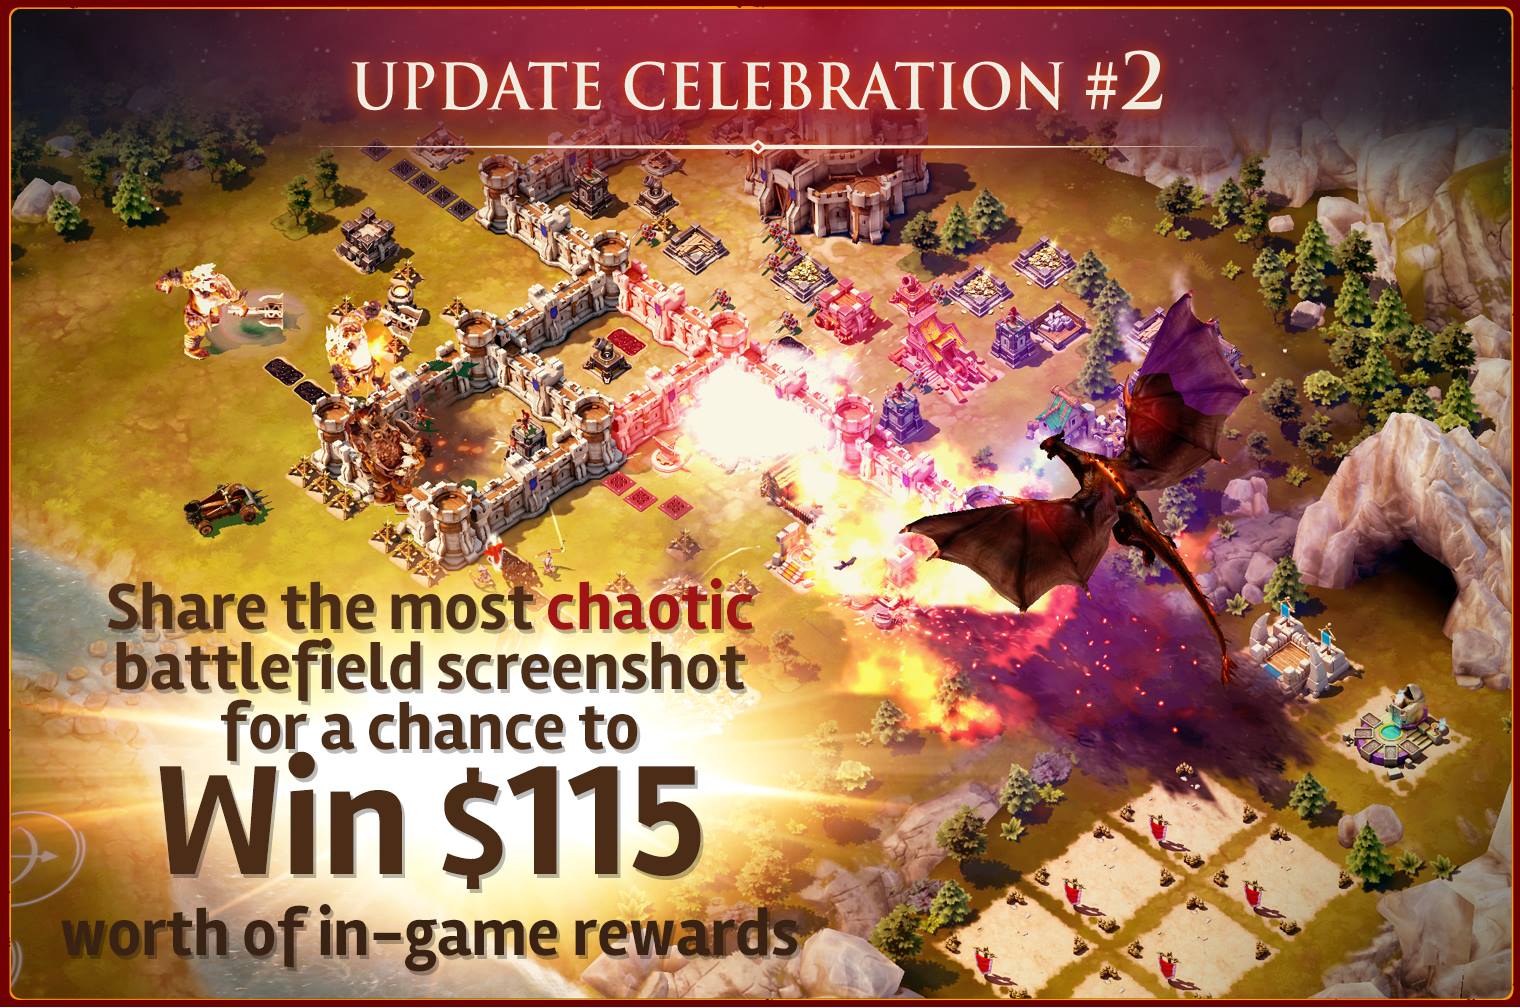 UPDATE CELEBRATION #2
Share the most chaotic
battlefield screenshot
for a chance to
Win $115
worth of in-game rewards